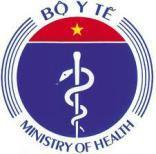 BỘ Y TẾ
MINISTRY OF HEALTH